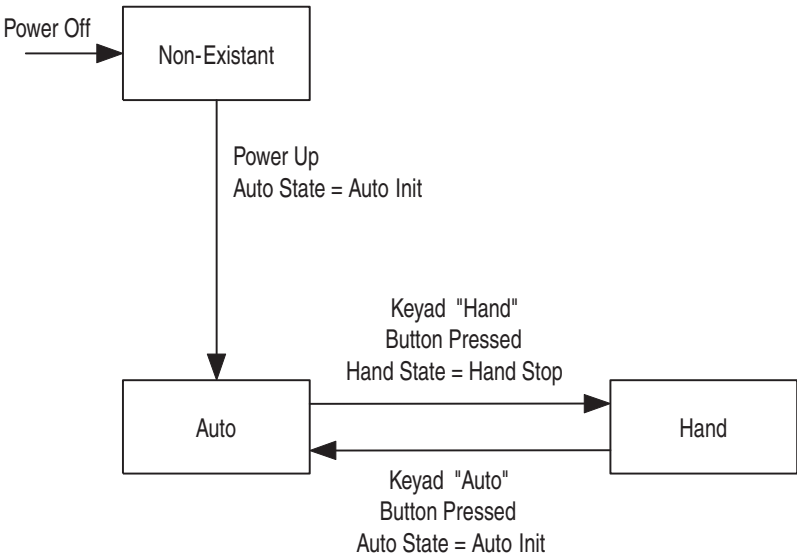 Power Off
Non-Existant
Power Up
Auto State = Auto Init
Keyad "Hand"
Button Pressed
Hand State = Hand Stop
Auto
Hand
Keyad "Auto"
Button Pressed
Auto State = Auto Init